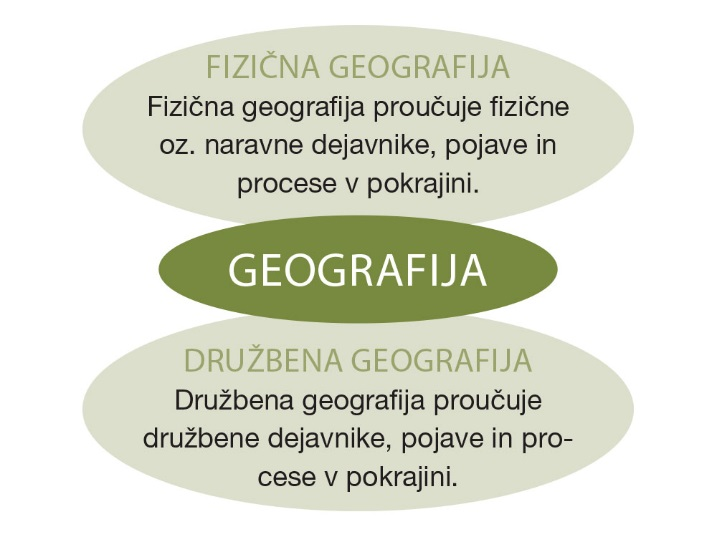 FIZIČNA GEOGRAFIJA
Fizična geografija proučuje fizične
oz. naravne dejavnike, pojave in
procese v pokrajini.
GEOGRAFIJA
DRUŽBENA GEOGRAFIJA
Družbena geografija proučuje
družbene dejavnike, pojave in pro-
cese v pokrajini.